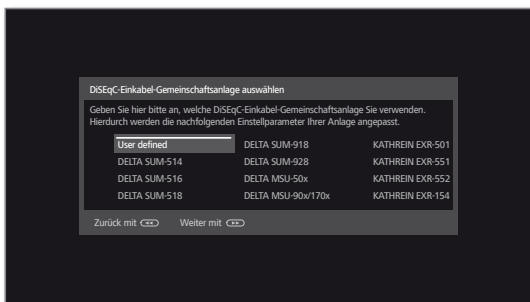 DiSEqC-Einkabel-Gemeinschaftsanlage auswählen
Geben Sie hier bitte an, welche DiSEqC-Einkabel-Gemeinschaftsanlage Sie verwenden.
Hierdurch werden die nachfolgenden Einstellparameter Ihrer Anlage angepasst.
User defined DELTA SUM-918 KATHREIN EXR-501
DELTA SUM-514 DELTA SUM-928 KATHREIN EXR-551
DELTA SUM-516 DELTA MSU-50x KATHREIN EXR-552
DELTA SUM-518 DELTA MSU-90x/170x KATHREIN EXR-154
Zurück mit Weiter mit